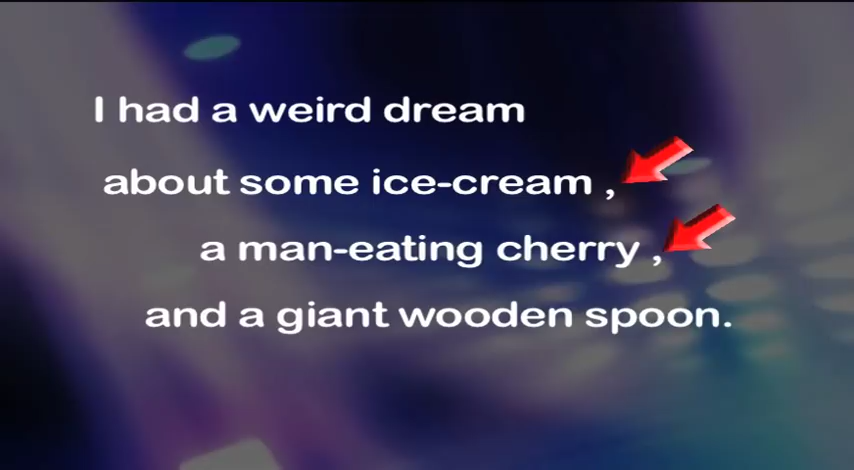 I had a weird dream
about some ice-cream ,
a man-eating cherry ,
and a giant wooden spoon.